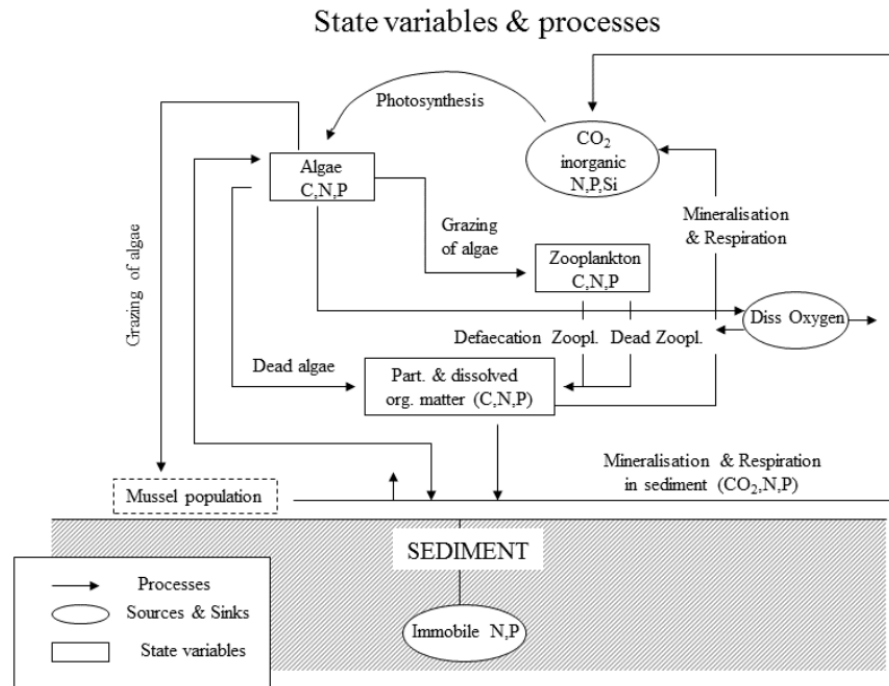 State variables & processes
Photosynthesis
CO2
inorganic
N,P,Si
Algae
C,N,P
Mineralisation
& Respiration
Grazing
of algae
Grazing of algae
Zooplankton
C,N,P
Diss Oxygen
Defaecation Zoopl. Dead Zoopl.
Dead algae
Part. & dissolved
org. matter (C,N,P)
Mineralisation & Respiration
in sediment (CO2,N,P)
Mussel population
SEDIMENT
Processes
Sources & Sinks
State variables
Immobile N,P